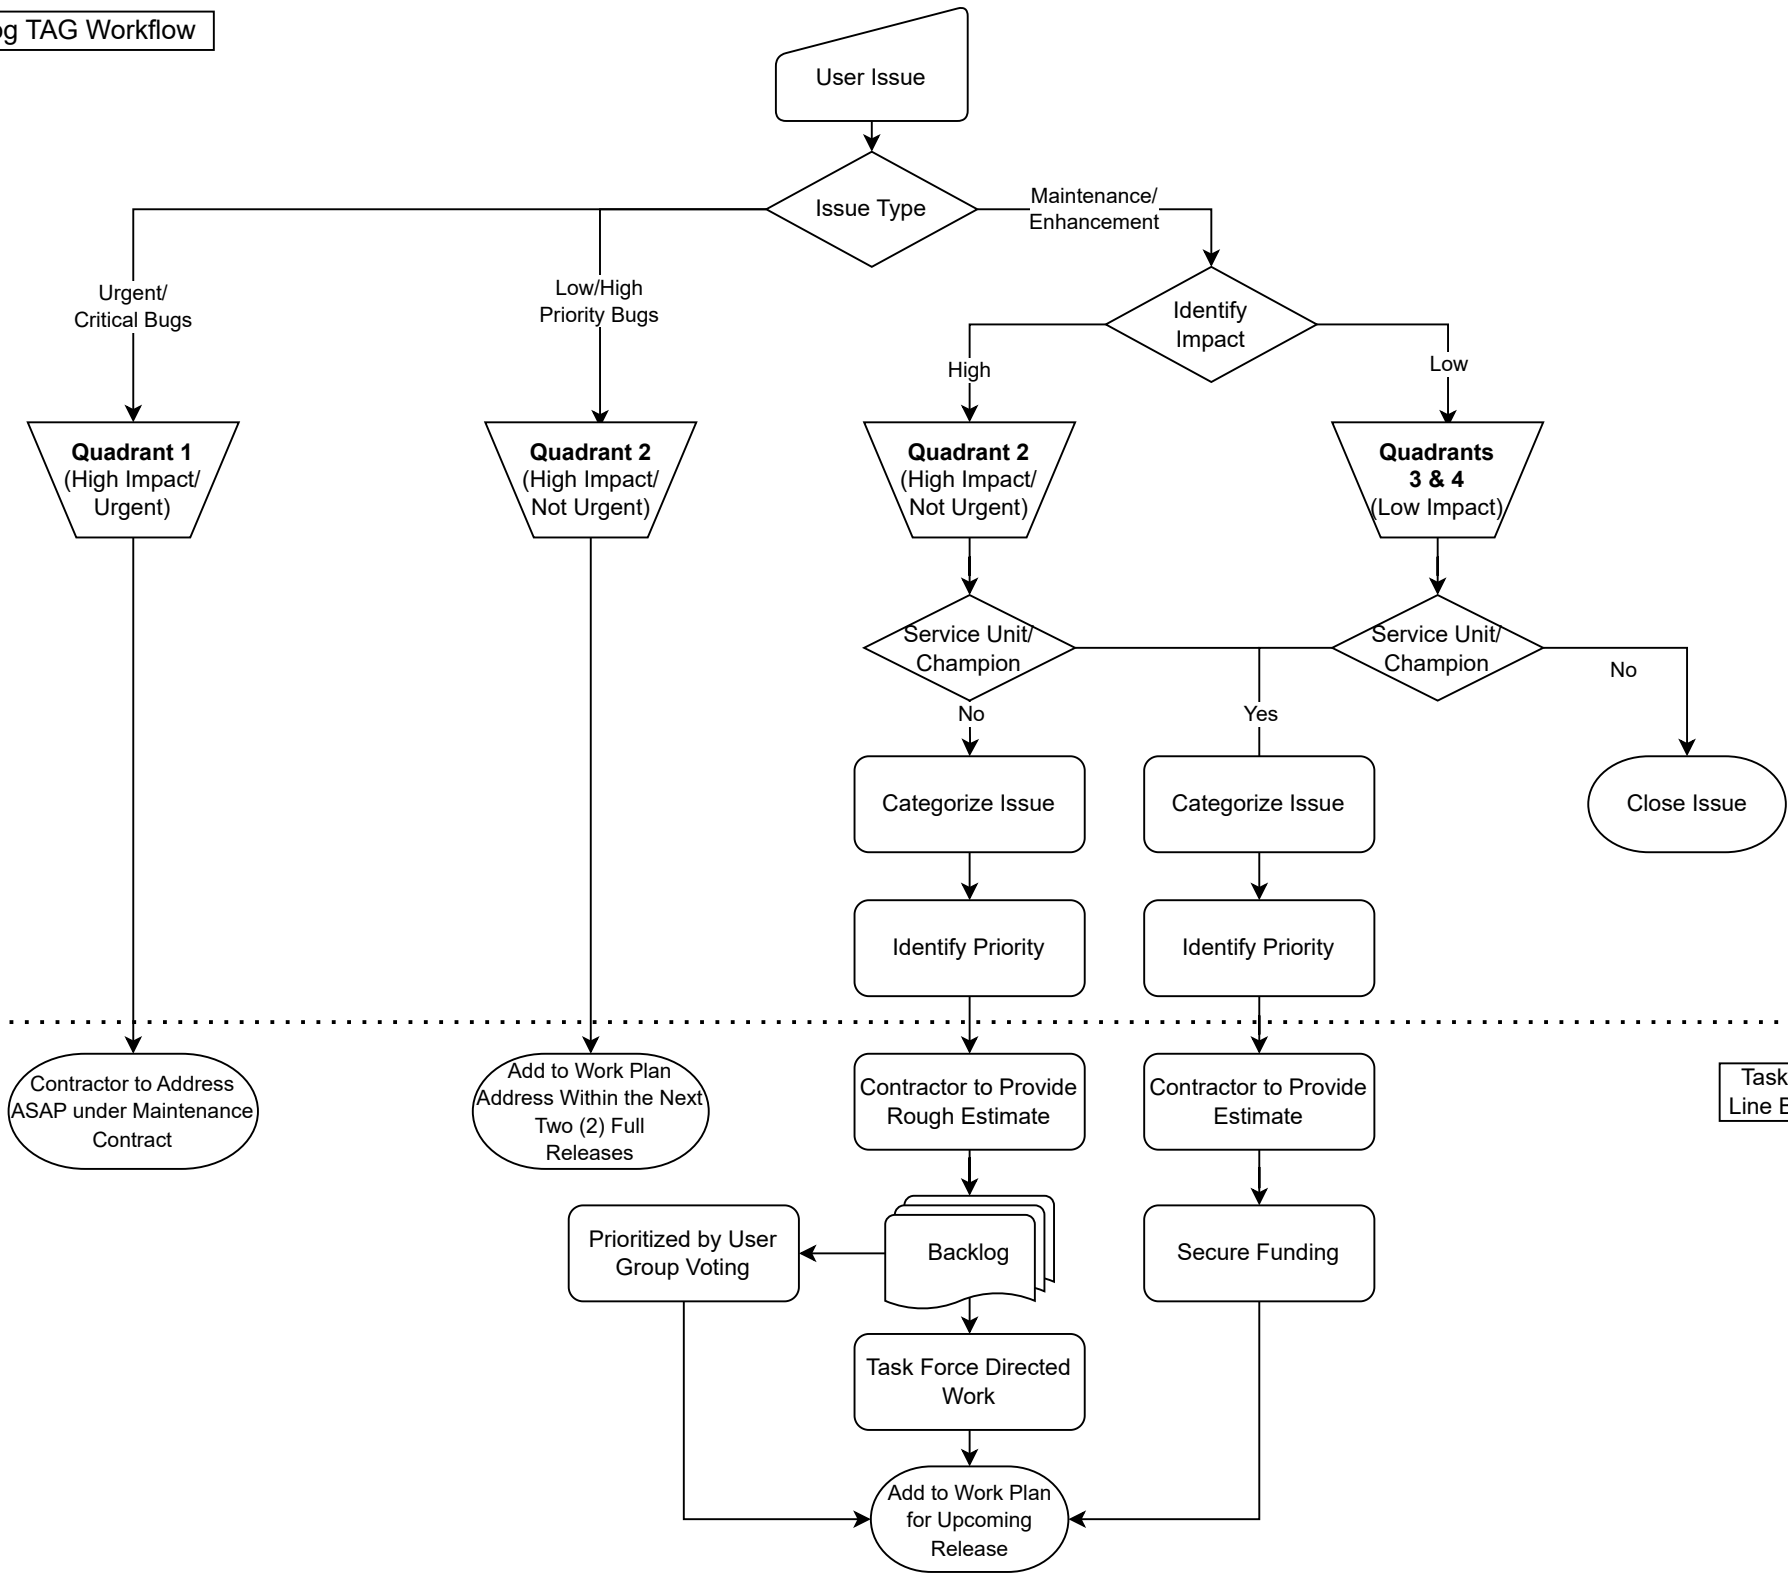 TAG Workflow
User Issue
Issue Type
Maintenance/
Enhancement
Urgent/
Critical Bugs
Low/High
Priority Bugs
Identify
Impact
High
Low
Quadrant 1
(High Impact/
Urgent)
Quadrant 2
(High Impact/
Not Urgent)
Quadrant 2
(High Impact/
Not Urgent)
Quadrants
3 & 4
(Low Impact)
Service Unit/
Champion
Service Unit/
Champion
No
Yes
No
Categorize Issue
Categorize Issue
Close Issue
Identify Priority
Identify Priority
Contractor to Address
ASAP under Maintenance
Contract
Add to Work Plan
Address Within the Next
Two (2) Full
Releases
Contractor to Provide
Rough Estimate
Contractor to Provide
Estimate
Task
Line
Prioritized by User
Group Voting
Backlog
Secure Funding
Task Force Directed
Work
Add to Work Plan
for Upcoming
Release